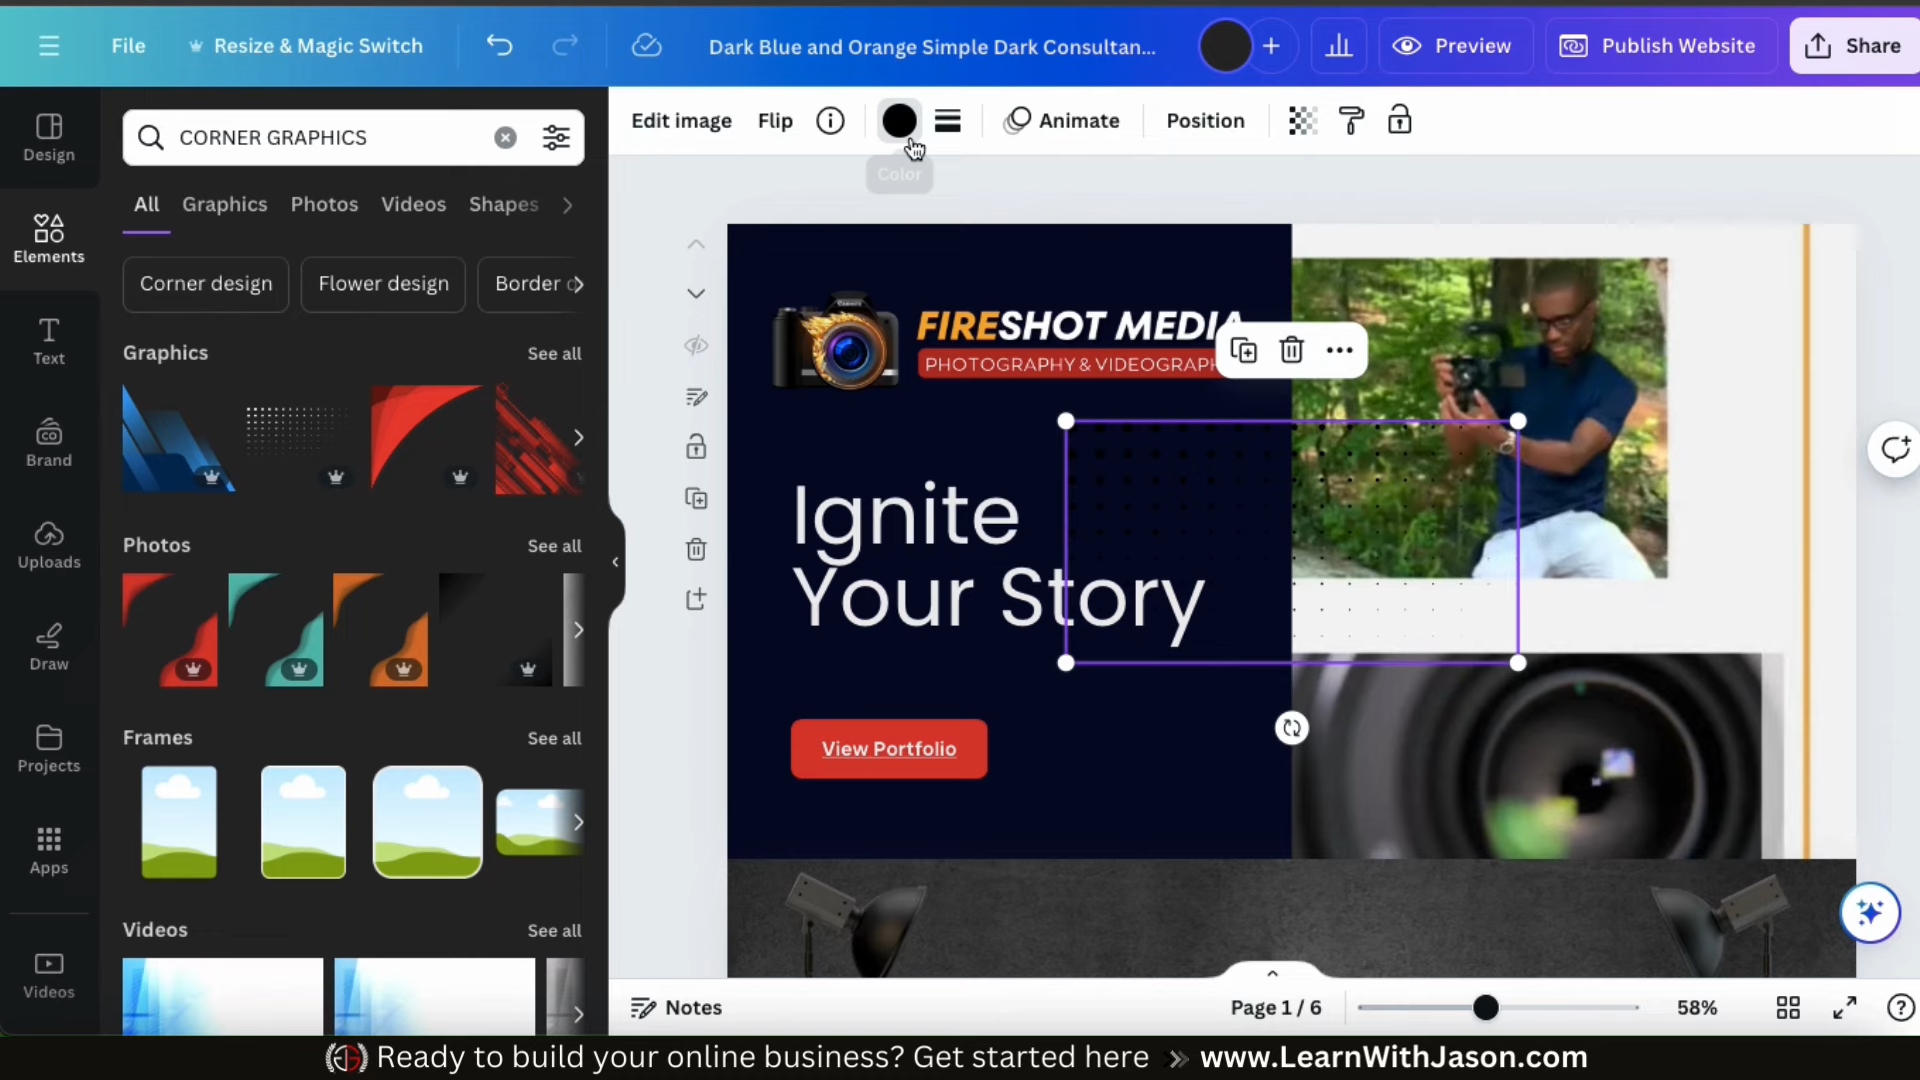 File
Resize & Magic Switch
Dark Blue and Orange Simple Dark Consultan...
Preview
Publish Website
Share
Design
Elements
Text
Brand
Uploads
Draw
Projects
Apps
Videos
CORNER GRAPHICS
All Graphics Photos Videos Shapes
Corner design Flower design Border
Graphics See all
Photos See all
Frames See all
Videos See all
Edit image Flip Animate Position
Color
FIRESHOT MEDIA
PHOTOGRAPHY & VIDEOGRAPH
Ignite
Your Story
View Portfolio
Notes
Page 1 / 6
58%
Ready to build your online business? Get started here » www.LearnWithJason.com